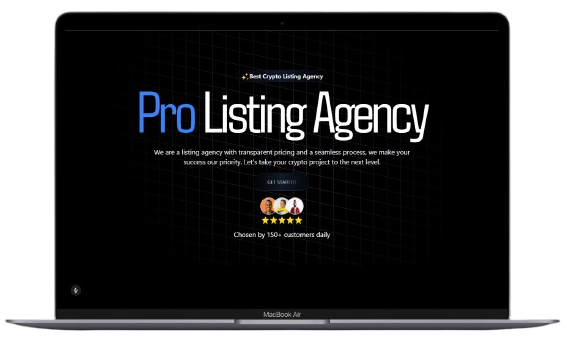 Best Crypto Listing Agency
Pro Listing Agency
We are a listing agency with transparent pricing and a seamless process, we make your
success our priority. Let's take your crypto project to the next level.
GET STARTED
Chosen by 150+ customers daily
MacBook Air